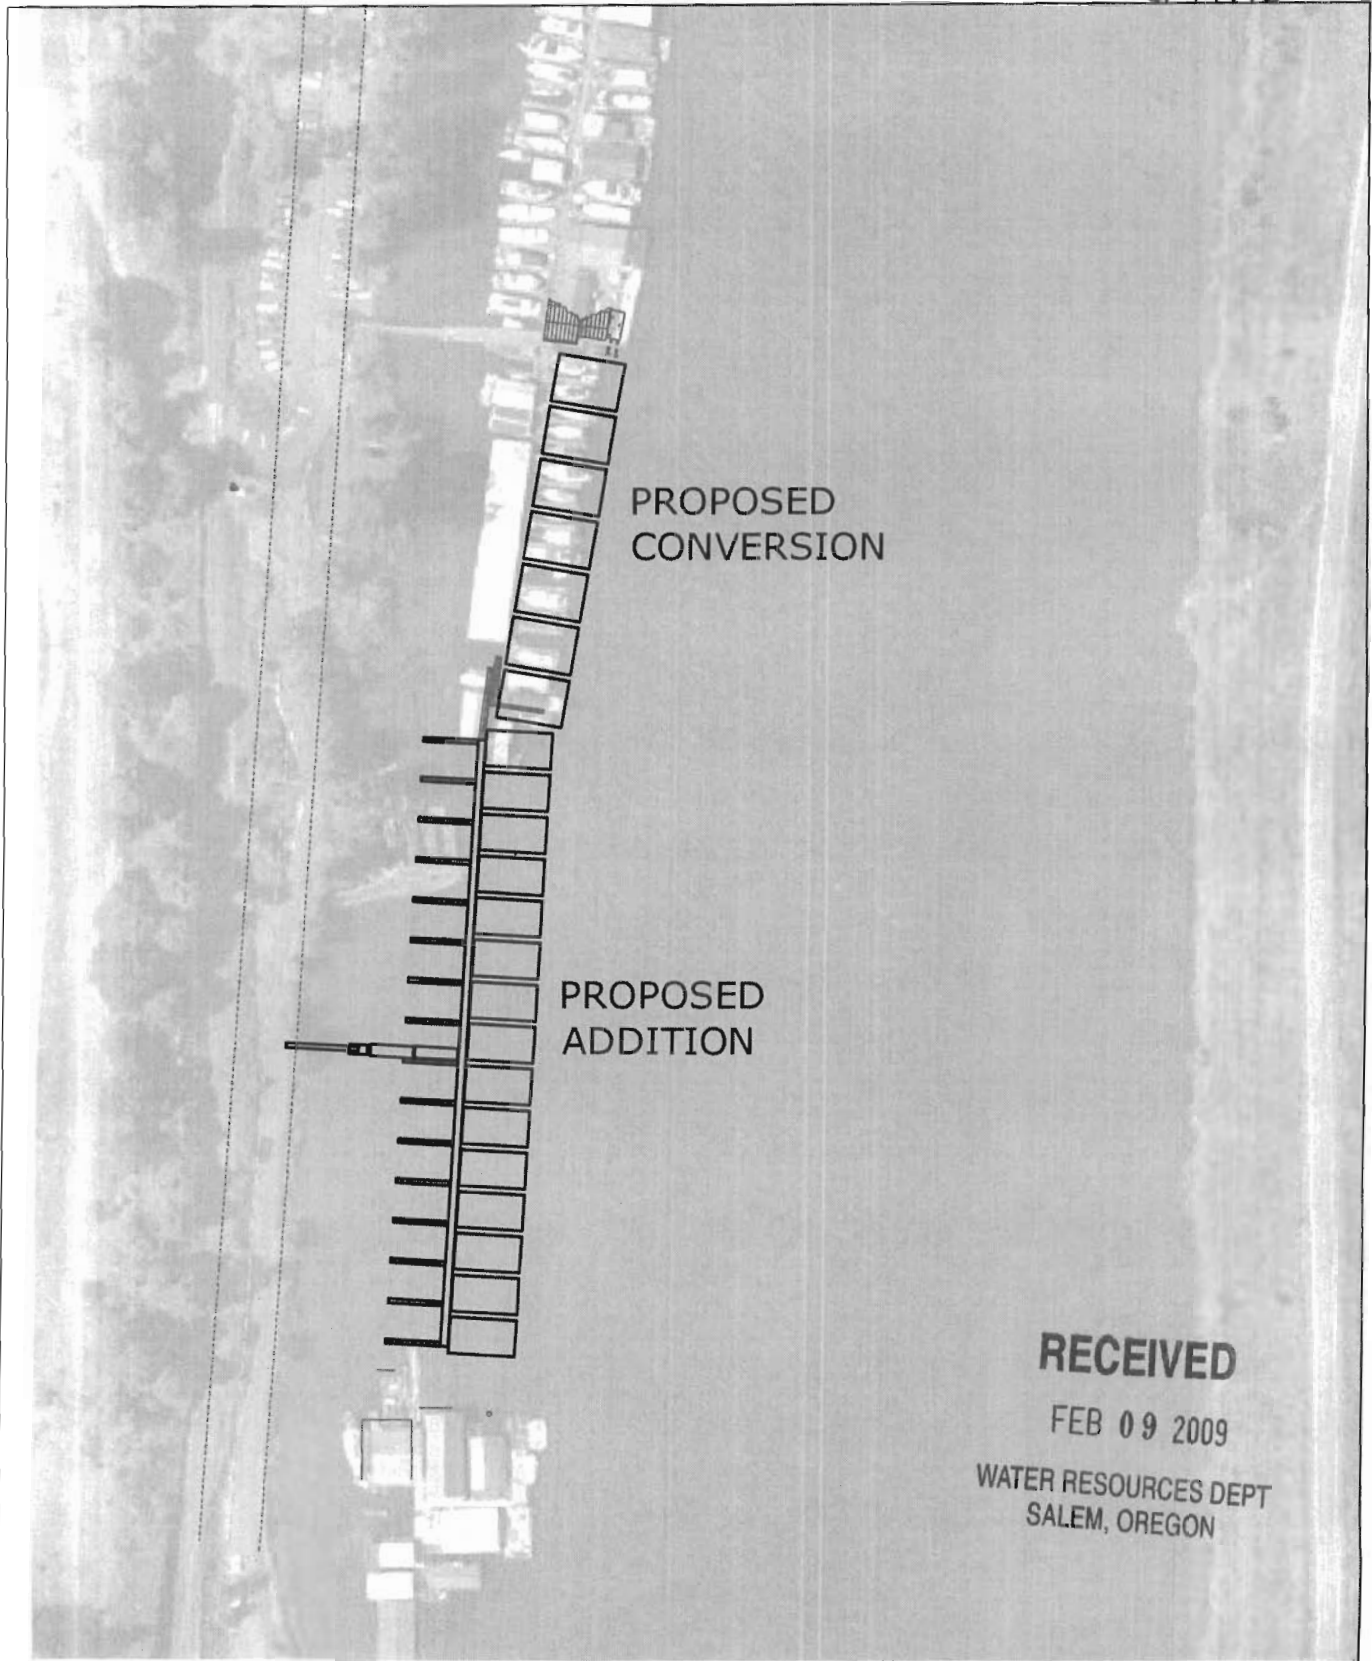 PROPOSED
CONVERSION
PROPOSED
ADDITION
RECEIVED
FEB 09 2009
WATER RESOURCES DEPT
SALEM, OREGON